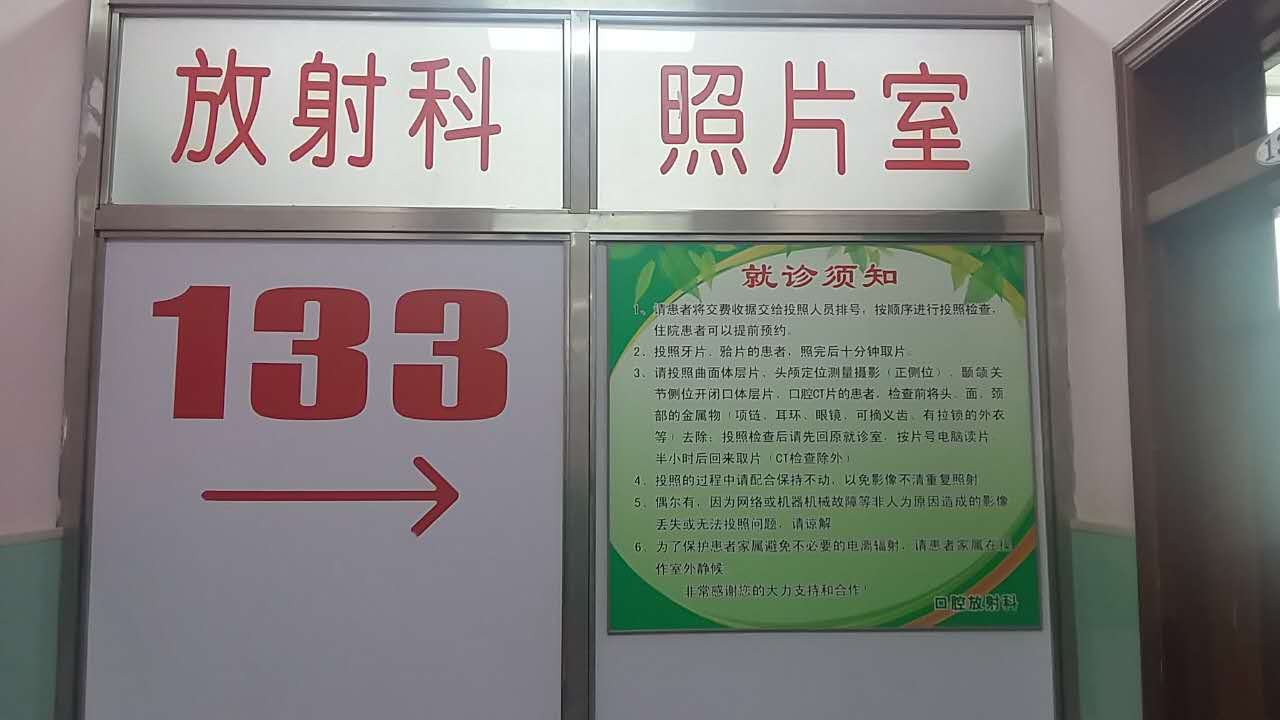 放射科
照片室
133
就诊须知
1、请患者将交费收据交给投照人员排号，按顺序进行投照检查，
住院患者可以提前预约。
2、投照牙片、𬌗片的患者，照完后十分钟取片。
3、请投照曲面体层片、头颅定位测量摄影（正侧位）、颞颌关
节侧位开闭口体层片、口腔CT片的患者，检查前将头、面、颈
部的金属物（项链、耳环、眼镜、可摘义齿、有拉锁的外衣
等）去除；投照检查后请先回原就诊室，按片号电脑读片，
半小时后回来取片（CT检查除外）
4、投照的过程中请配合保持不动，以免影像不清重复照射
5、偶尔有，因为网络或机器机械故障等非人为原因造成的影像
丢失或无法投照问题，请谅解
6、为了保护患者家属避免不必要的电离辐射，请患者家属在操
作室外静候。
非常感谢您的大力支持和合作！
口腔放射科